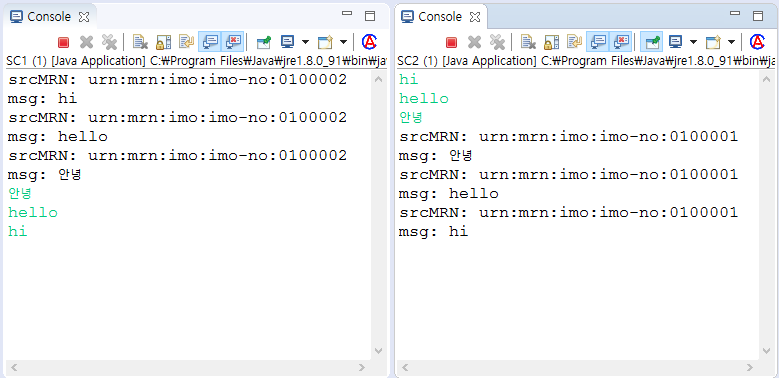 Console
SC1 (1) [Java Application] C:₩Program Files₩Java₩jre1.8.0_91₩bin₩jav
srcMRN: urn:mrn:imo:imo-no:0100002
msg: hi
srcMRN: urn:mrn:imo:imo-no:0100002
msg: hello
srcMRN: urn:mrn:imo:imo-no:0100002
msg: 안녕
안녕
hello
hi
Console
SC2 (1) [Java Application] C:₩Program Files₩Java₩jre1.8.0_91₩bin₩ja
hi
hello
안녕
srcMRN: urn:mrn:imo:imo-no:0100001
msg: 안녕
srcMRN: urn:mrn:imo:imo-no:0100001
msg: hello
srcMRN: urn:mrn:imo:imo-no:0100001
msg: hi